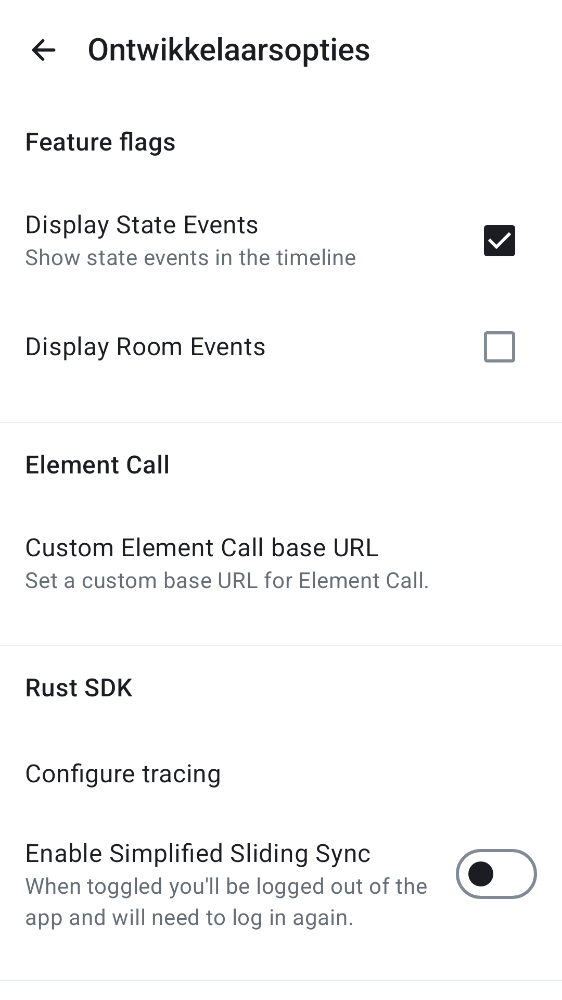 Ontwikkelaarsopties
Feature flags
Display State Events
Show state events in the timeline
Display Room Events
Element Call
Custom Element Call base URL
Set a custom base URL for Element Call.
Rust SDK
Configure tracing
Enable Simplified Sliding Sync
When toggled you'll be logged out of the
app and will need to log in again.